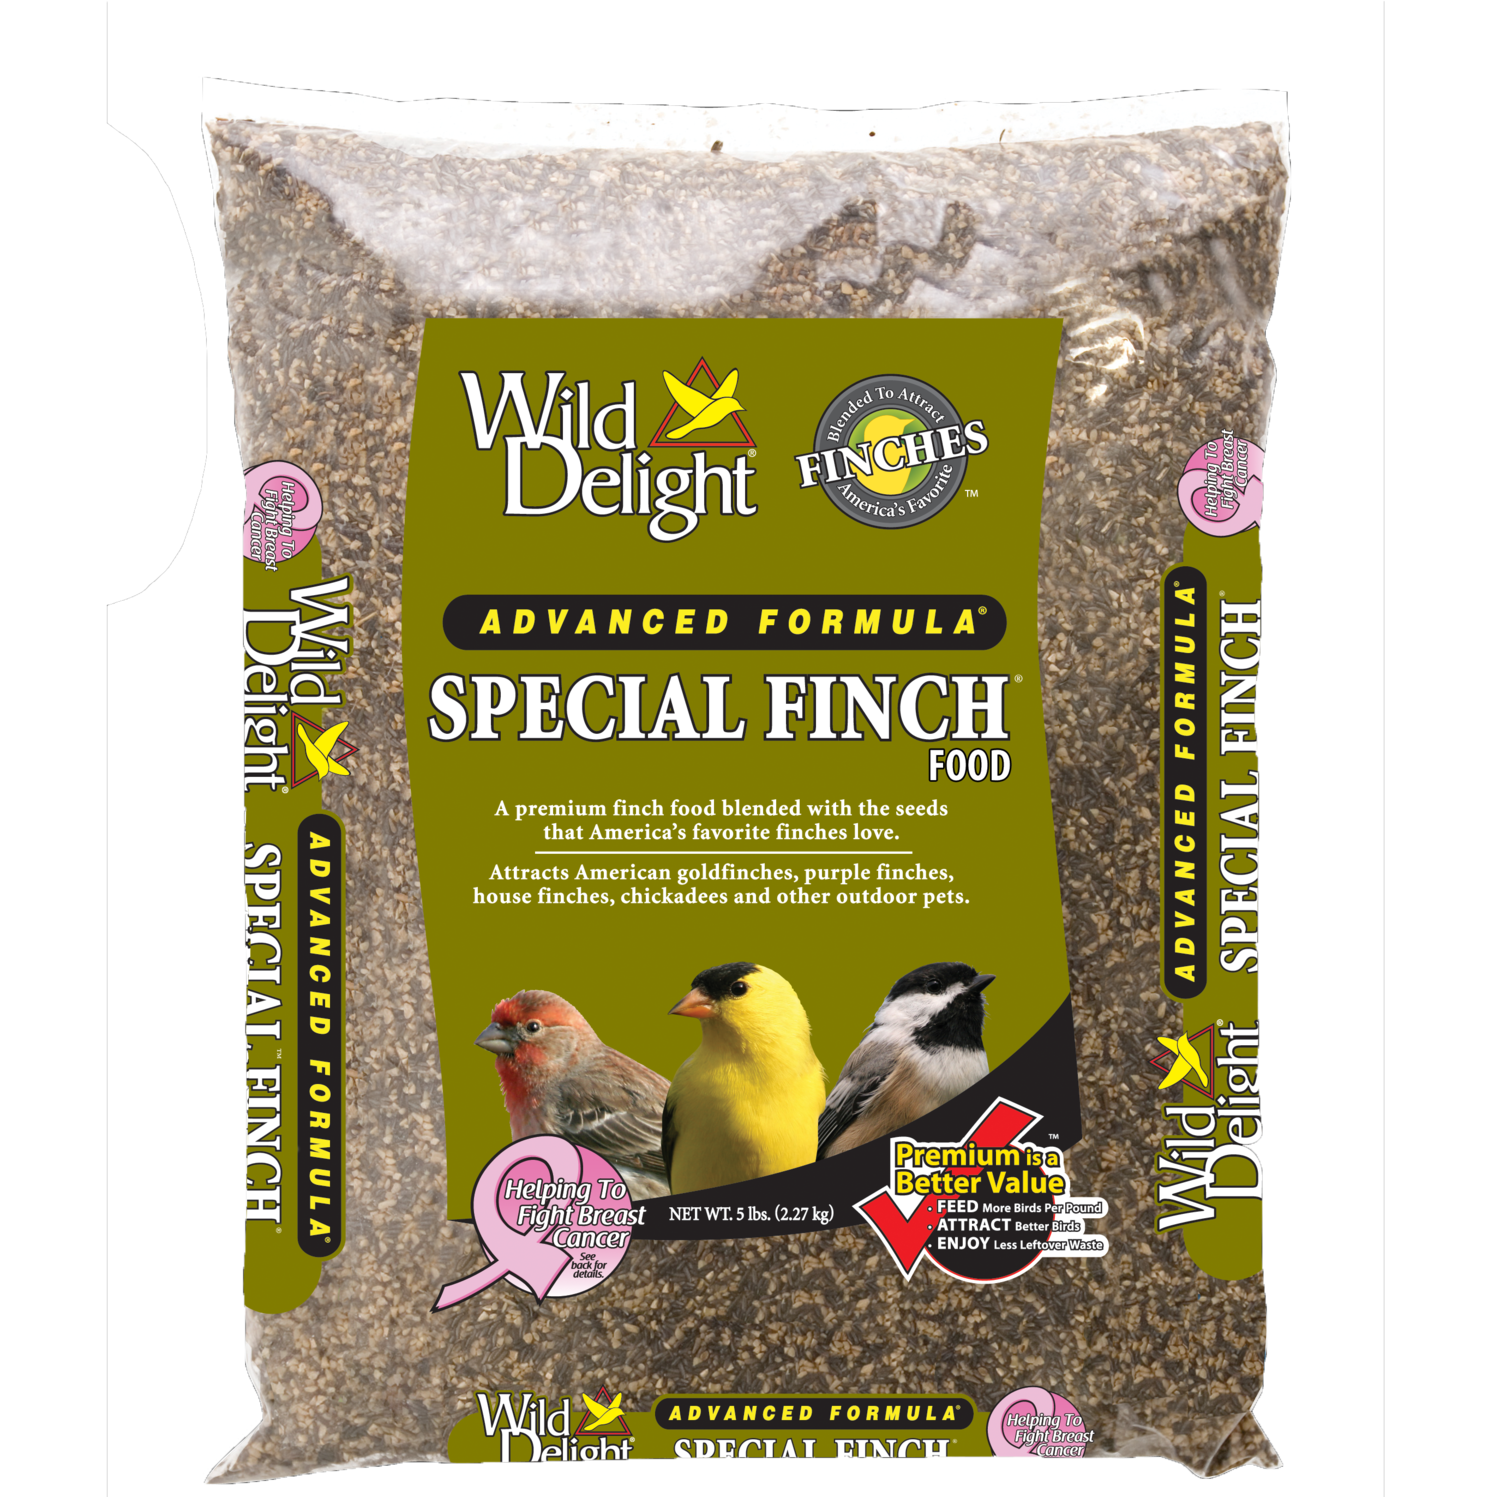 Wild
Delight®
Blended To Attract
FINCHES
America's Favorite
™
ADVANCED FORMULA®
SPECIAL FINCH®
FOOD
A premium finch food blended with the seeds
that America's favorite finches love.
Attracts American goldfinches, purple finches,
house finches, chickadees and other outdoor pets.
Helping To
Fight Breast
Cancer
See
back for
details.
NET WT. 5 lbs. (2.27 kg)
Premium is a™
Better Value
• FEED More Birds Per Pound
• ATTRACT Better Birds
• ENJOY Less Leftover Waste
Helping To
Fight Breast
Cancer
Wild
Delight®
ADVANCED FORMULA®
SPECIAL™ FINCH®
Helping To
Fight Breast
Cancer
ADVANCED FORMULA®
SPECIAL FINCH®
Wild
Delight®
Wild
Delight
ADVANCED FORMULA®
SPECIAL FINCH®
Helping To
Fight Breast
Cancer